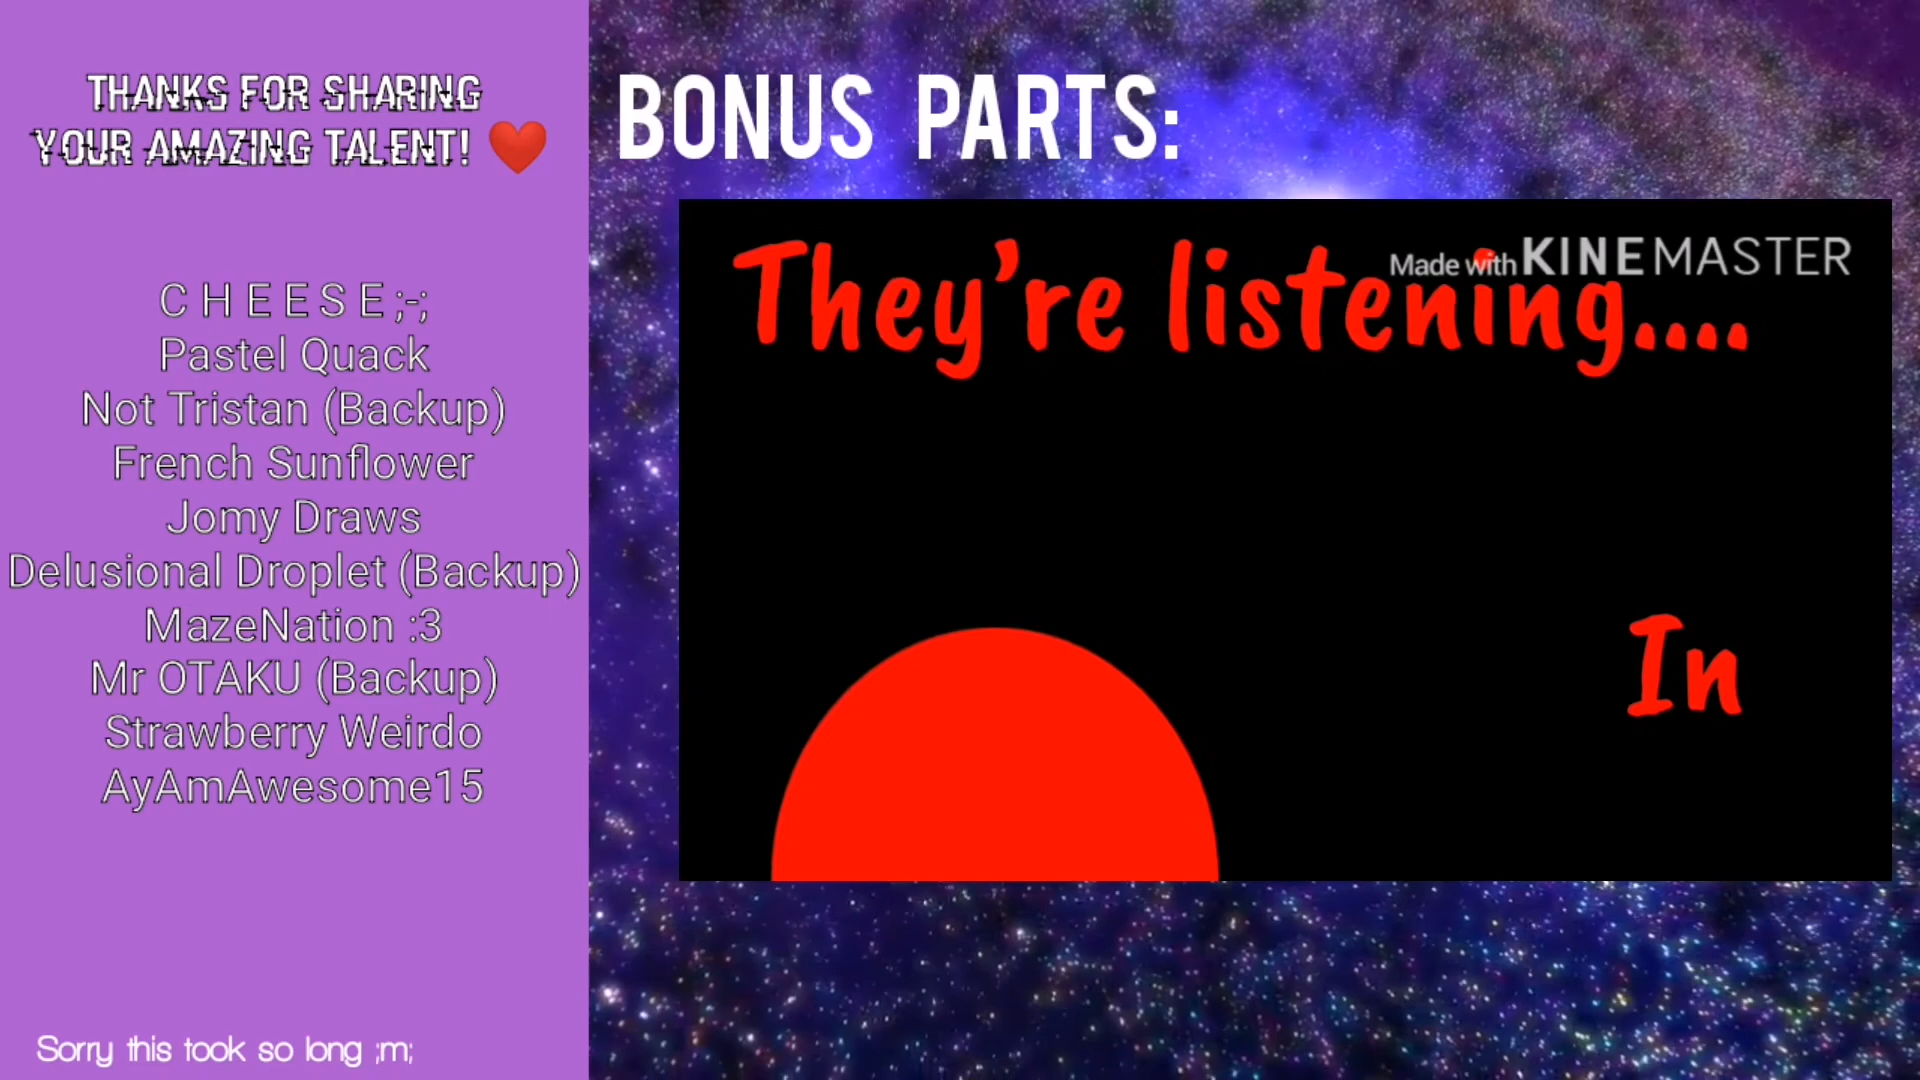 THANKS FOR SHARING
YOUR AMAZING TALENT! ❤️
C H E E S E ;-;
Pastel Quack
Not Tristan (Backup)
French Sunflower
Jomy Draws
Delusional Droplet (Backup)
MazeNation :3
Mr OTAKU (Backup)
Strawberry Weirdo
AyAmAwesome15
Sorry this took so long ;m;
BONUS PARTS:
Made with KINEMASTER
They're listening....
In